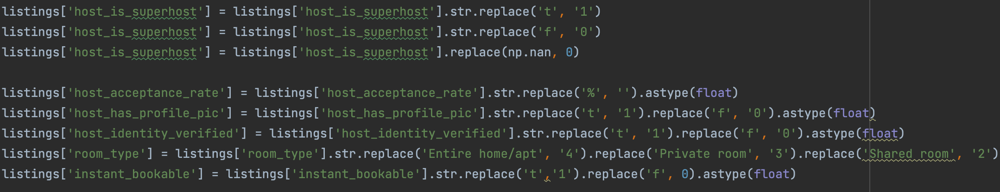 listings['host_is_superhost'] = listings['host_is_superhost'].str.replace('t', '1')
listings['host_is_superhost'] = listings['host_is_superhost'].str.replace('f', '0')
listings['host_is_superhost'] = listings['host_is_superhost'].replace(np.nan, 0)
listings['host_acceptance_rate'] = listings['host_acceptance_rate'].str.replace('%', '').astype(float)
listings['host_has_profile_pic'] = listings['host_has_profile_pic'].str.replace('t', '1').replace('f', '0').astype(float)
listings['host_identity_verified'] = listings['host_identity_verified'].str.replace('t', '1').replace('f', '0').astype(float)
listings['room_type'] = listings['room_type'].str.replace('Entire home/apt', '4').replace('Private room', '3').replace('Shared room', '2')
listings['instant_bookable'] = listings['instant_bookable'].str.replace('t','1').replace('f', 0).astype(float)